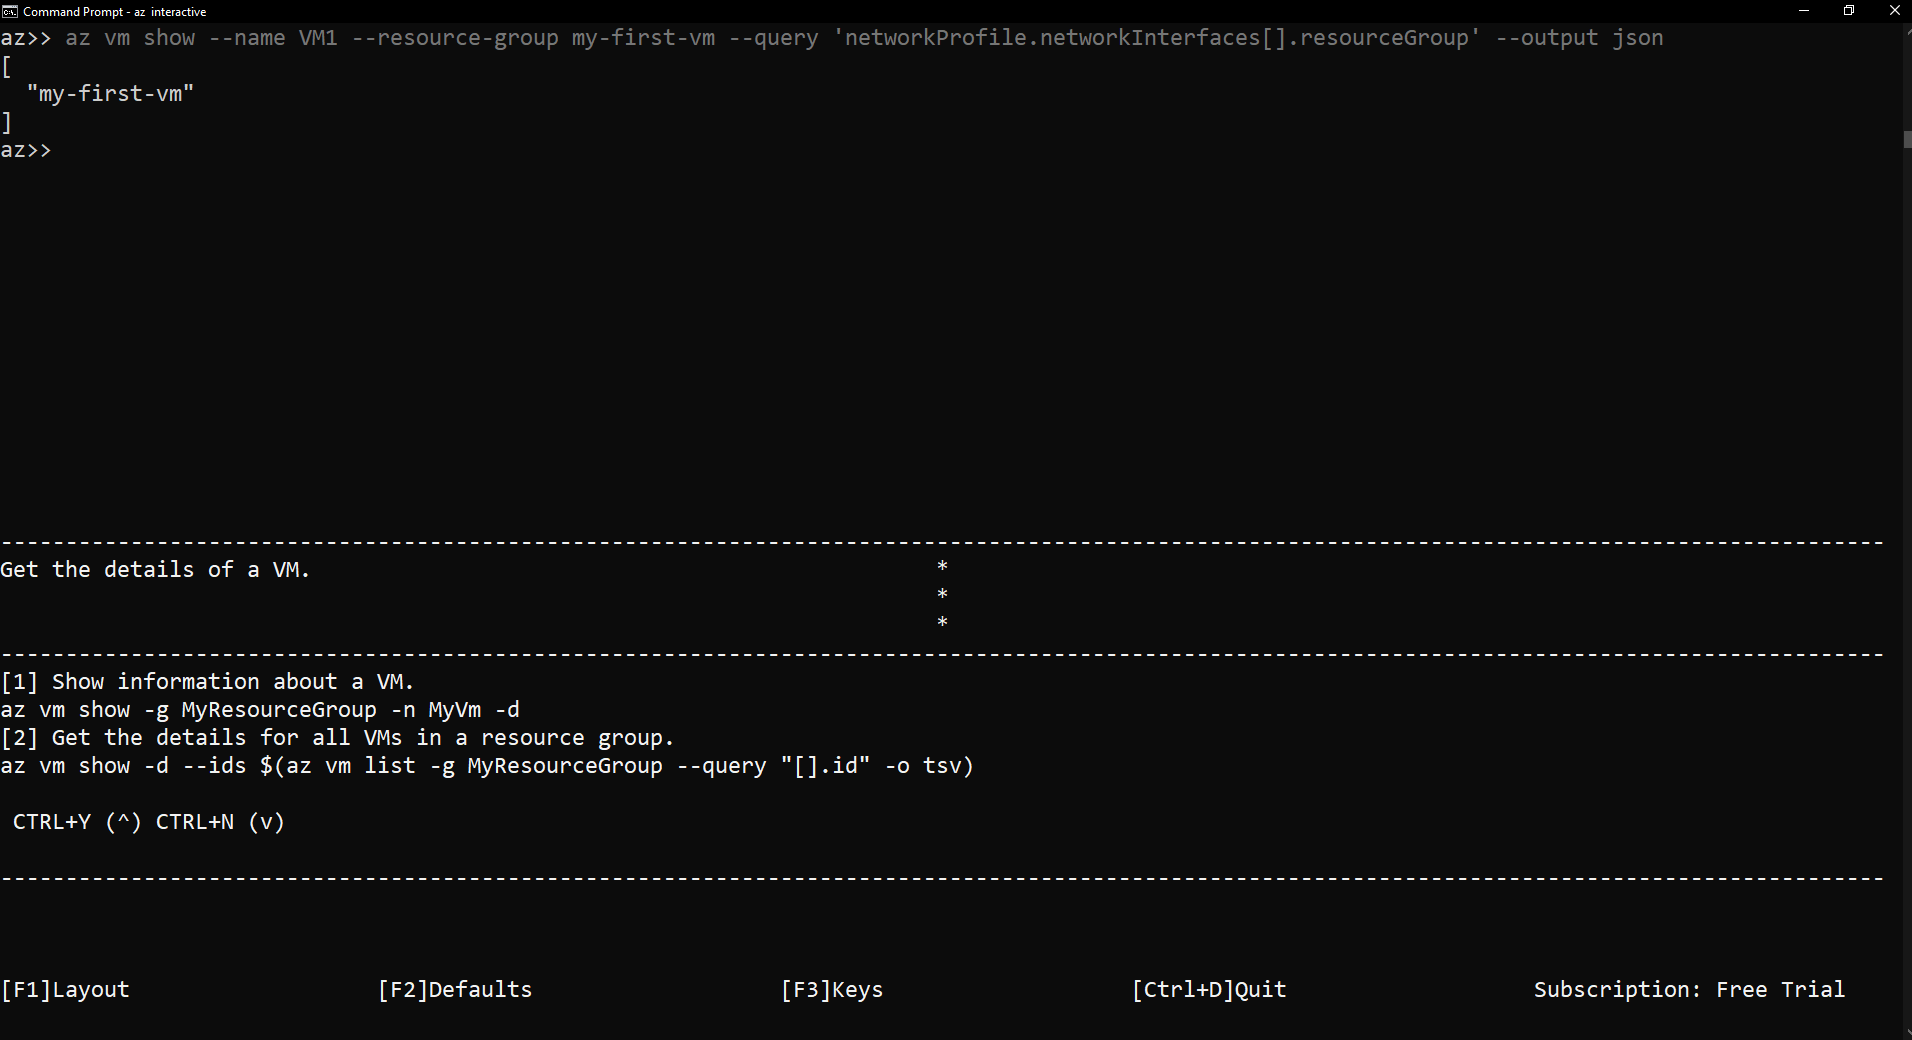 Command Prompt - az  interactive
az>> az vm show --name VM1 --resource-group my-first-vm --query 'networkProfile.networkInterfaces[].resourceGroup' --output json
[
  "my-first-vm"
]
az>>
--------------------------------------------------------------------------------------------------------------------------------------------------
Get the details of a VM.                                                *
                                                                        *
                                                                        *
--------------------------------------------------------------------------------------------------------------------------------------------------
[1] Show information about a VM.
az vm show -g MyResourceGroup -n MyVm -d
[2] Get the details for all VMs in a resource group.
az vm show -d --ids $(az vm list -g MyResourceGroup --query "[].id" -o tsv)
 CTRL+Y (^) CTRL+N (v)
--------------------------------------------------------------------------------------------------------------------------------------------------
[F1]Layout                   [F2]Defaults                   [F3]Keys                   [Ctrl+D]Quit                   Subscription: Free Trial